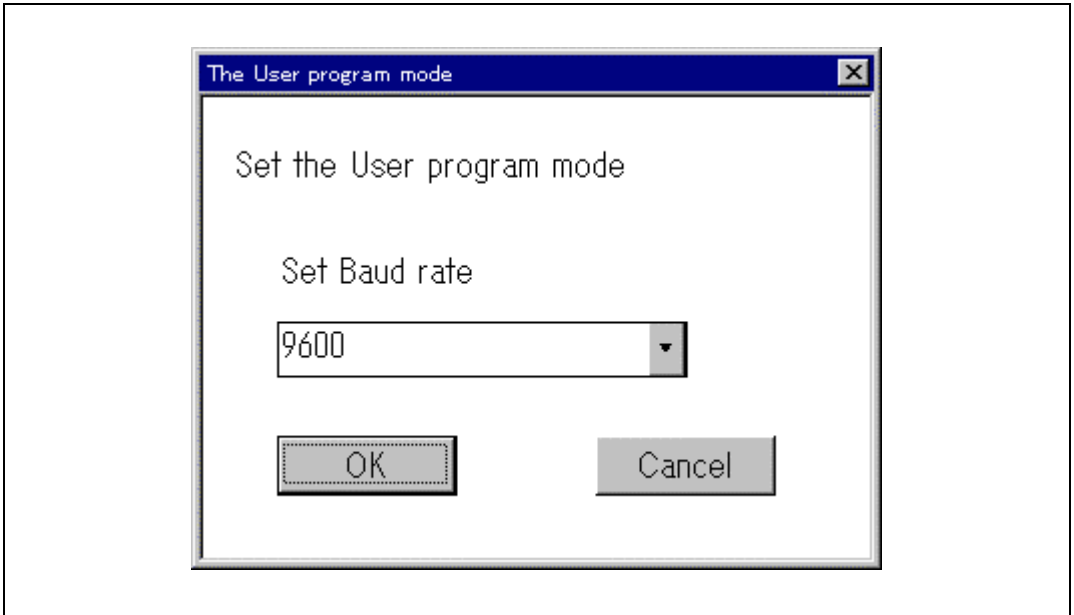 The User program mode
Set the User program mode
Set Baud rate
9600
OK Cancel